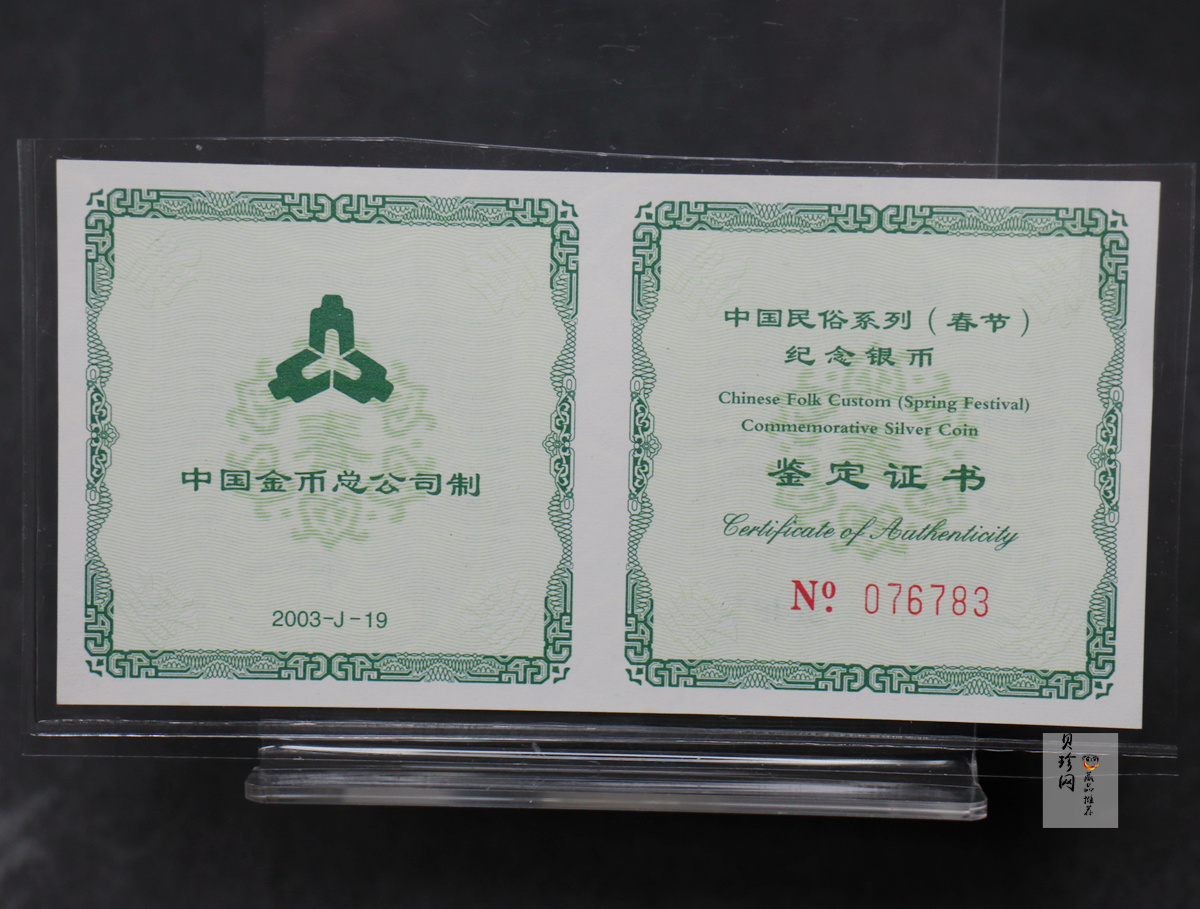 中国金币总公司制
2003-J-19
中国民俗系列（春节）
纪念银币
Chinese Folk Custom (Spring Festival)
Commemorative Silver Coin
鉴定证书
Certificate of Authenticity
Nº 076783
贝珍网
藏品
推荐